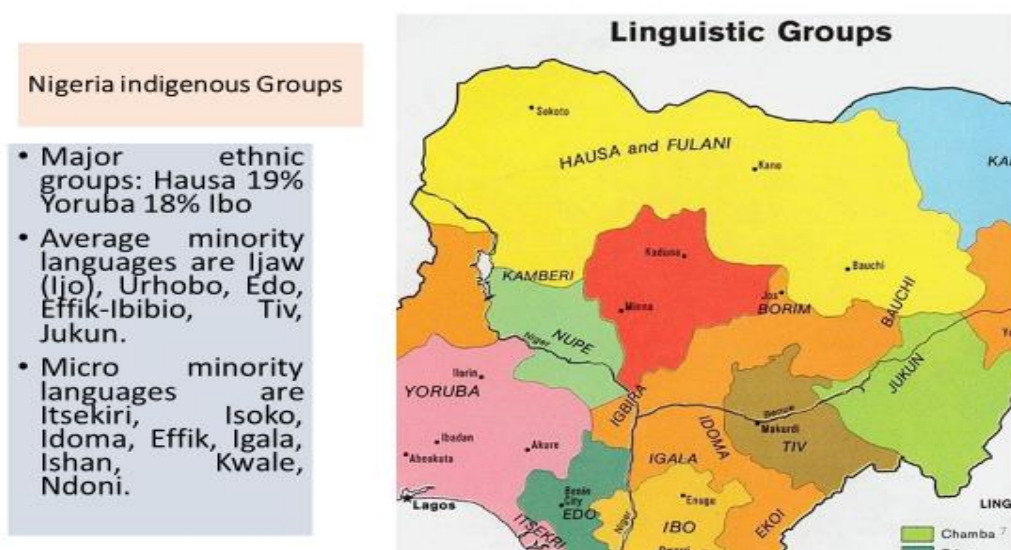 Nigeria indigenous Groups
• Major ethnic
groups: Hausa 19%
Yoruba 18% Ibo
• Average minority
languages are Ijaw
(Ijo), Urhobo, Edo,
Effik-Ibibio, Tiv,
Jukun.
• Micro minority
languages are
Itsekiri, Isoko,
Idoma, Effik, Igala,
Ishan, Kwale,
Ndoni.
Linguistic Groups
Sokoto
HAUSA and FULANI
Kano
Kaduna
Bauchi
KAMBERI
Jos
BORIM
BAUCHI
Minna
Niger
NUPE
JUKUN
Ilorin
YORUBA
IGBIRA
Benue
Makurdi
IDOMA
TIV
Ibadan
Akure
Abeokuta
IGALA
Lagos
Benin
City
EDO
Enugu
Niger
IBO
EKOI
ITSEKRI
LING
Chamba 7